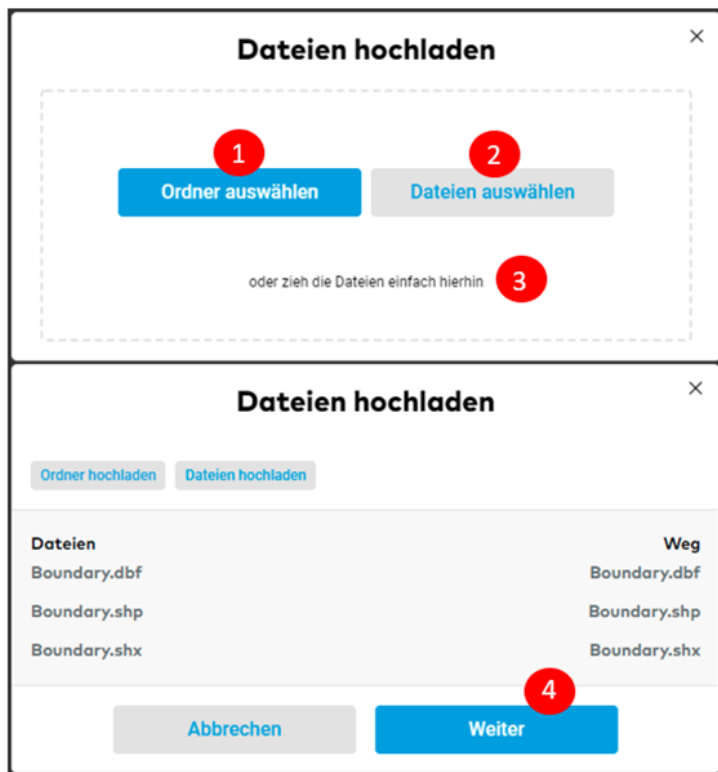 Dateien hochladen
1
2
Ordner auswählen
Dateien auswählen
oder zieh die Dateien einfach hierhin
3
Dateien hochladen
Ordner hochladen
Dateien hochladen
Dateien Weg
Boundary.dbf Boundary.dbf
Boundary.shp Boundary.shp
Boundary.shx Boundary.shx
4
Abbrechen
Weiter